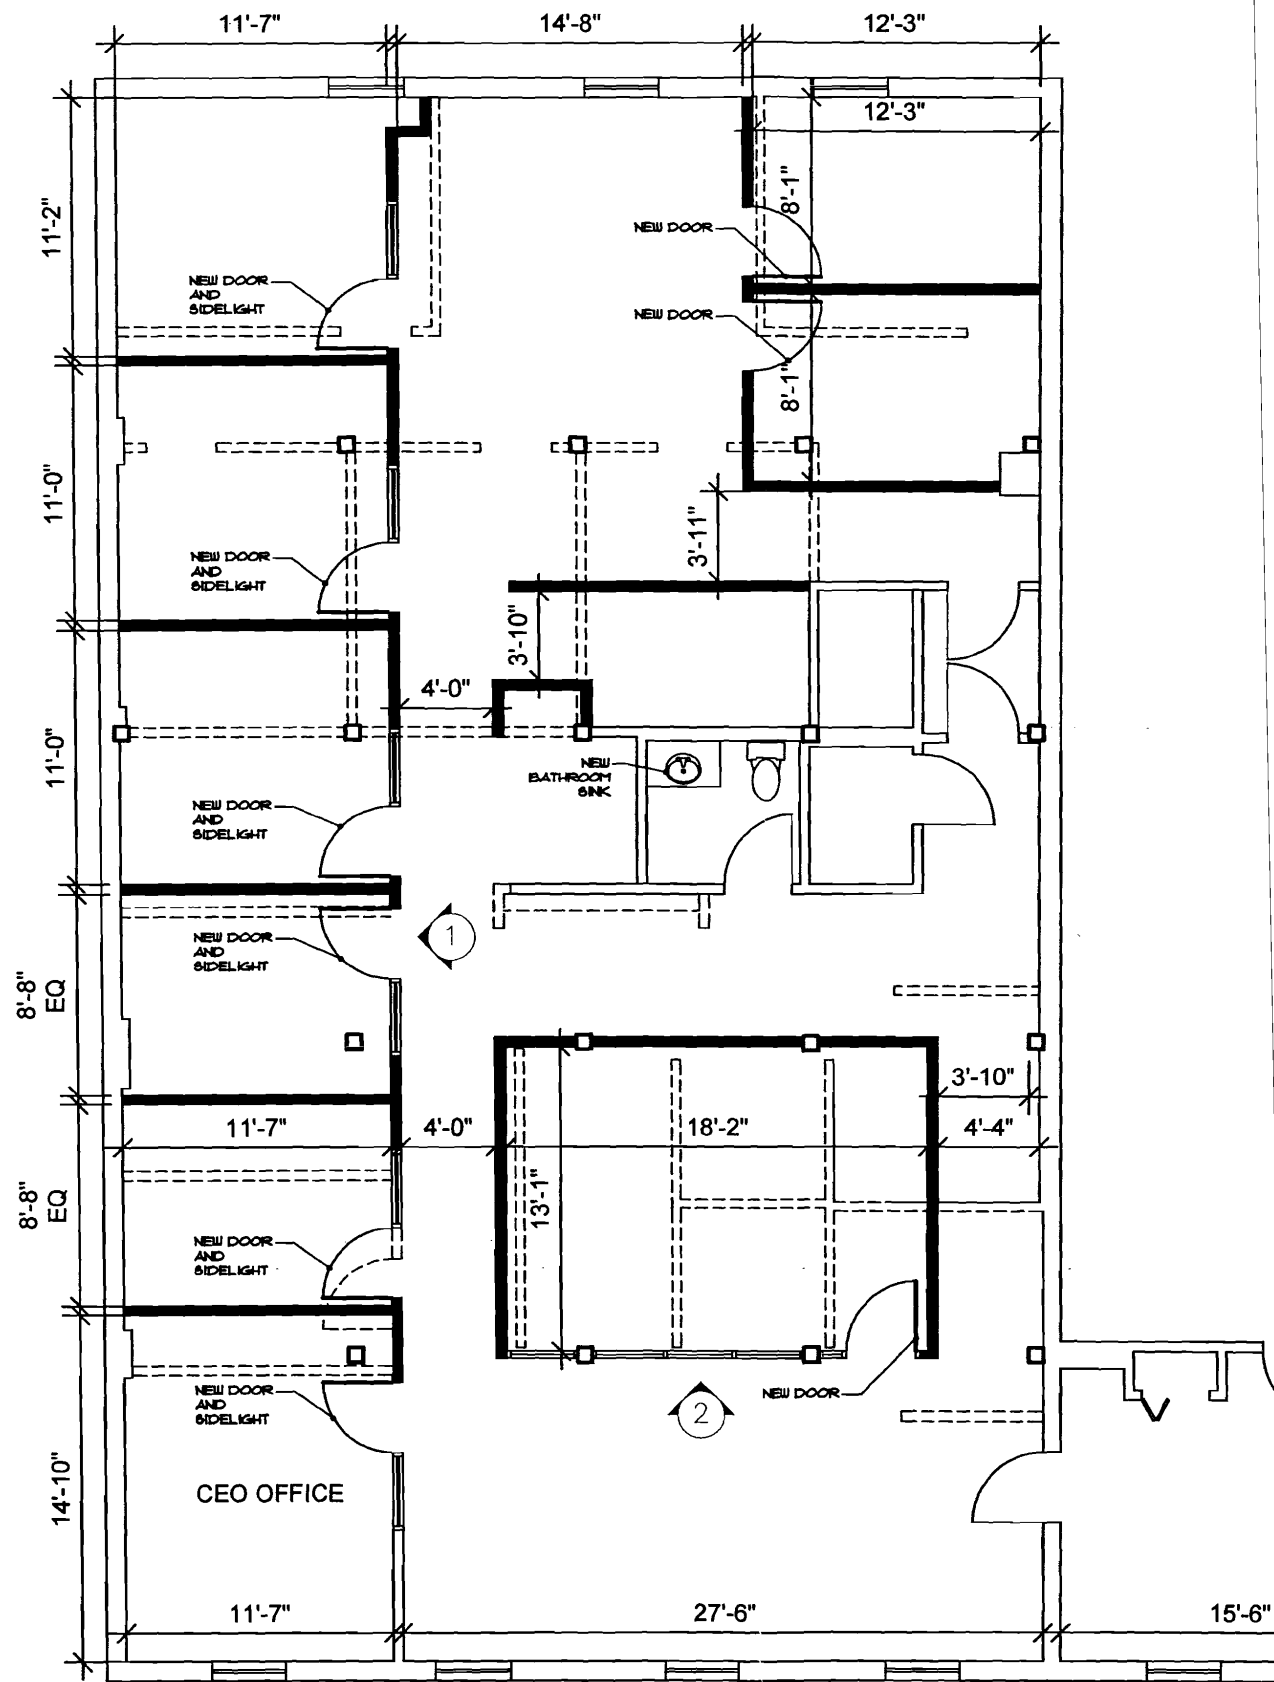 11'-7"
14'-8"
12'-3"
12'-3"
11'-2"
8'-1"
NEW DOOR
NEW DOOR
AND
SIDELIGHT
NEW DOOR
8'-1"
11'-0"
3'-11"
NEW DOOR
AND
SIDELIGHT
3'-10"
4'-0"
11'-0"
NEW
BATHROOM
SINK
NEW DOOR
AND
SIDELIGHT
NEW DOOR
AND
SIDELIGHT
1
8'-8"
EQ
3'-10"
11'-7"
4'-0"
18'-2"
4'-4"
13'-1"
8'-8"
EQ
NEW DOOR
AND
SIDELIGHT
NEW DOOR
AND
SIDELIGHT
NEW DOOR
2
14'-10"
CEO OFFICE
11'-7"
27'-6"
15'-6"